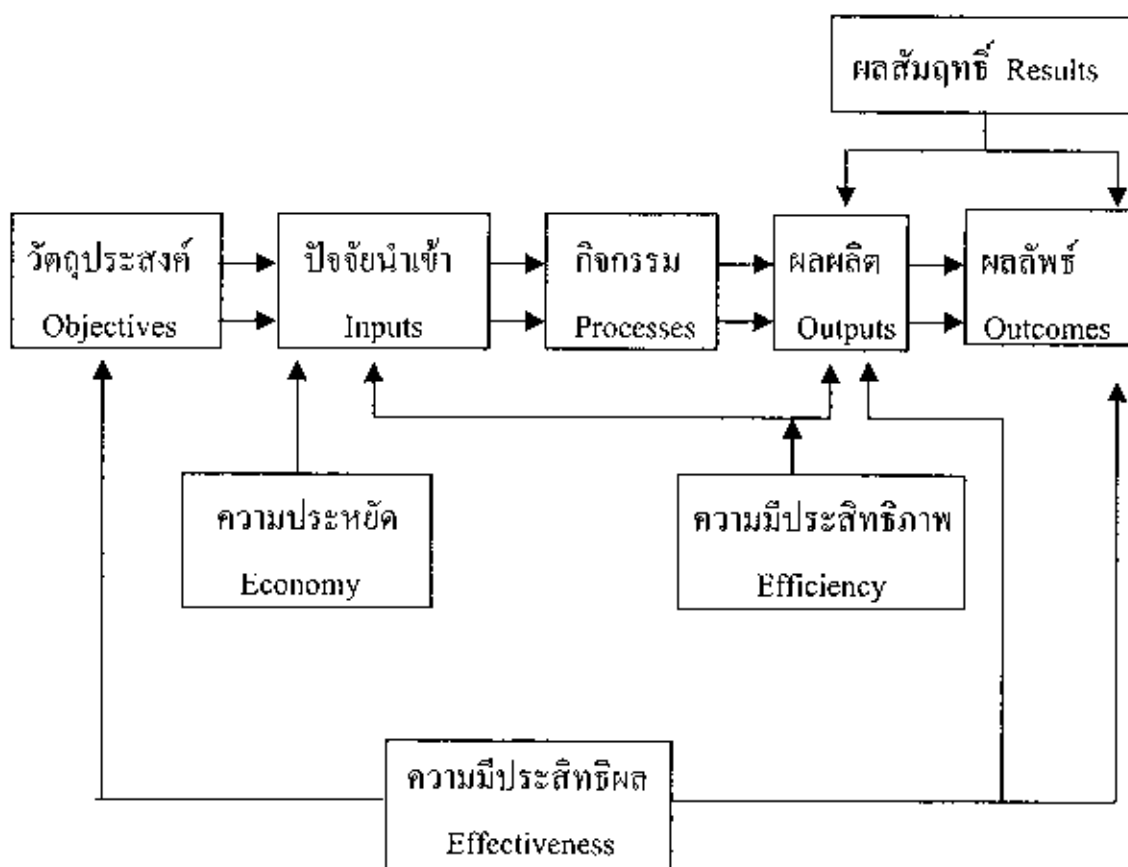 ผลสัมฤทธิ์ Results
วัตถุประสงค์
Objectives
ปัจจัยนำเข้า
Inputs
กิจกรรม
Processes
ผลผลิต
Outputs
ผลลัพธ์
Outcomes
ความประหยัด
Economy
ความมีประสิทธิภาพ
Efficiency
ความมีประสิทธิผล
Effectiveness